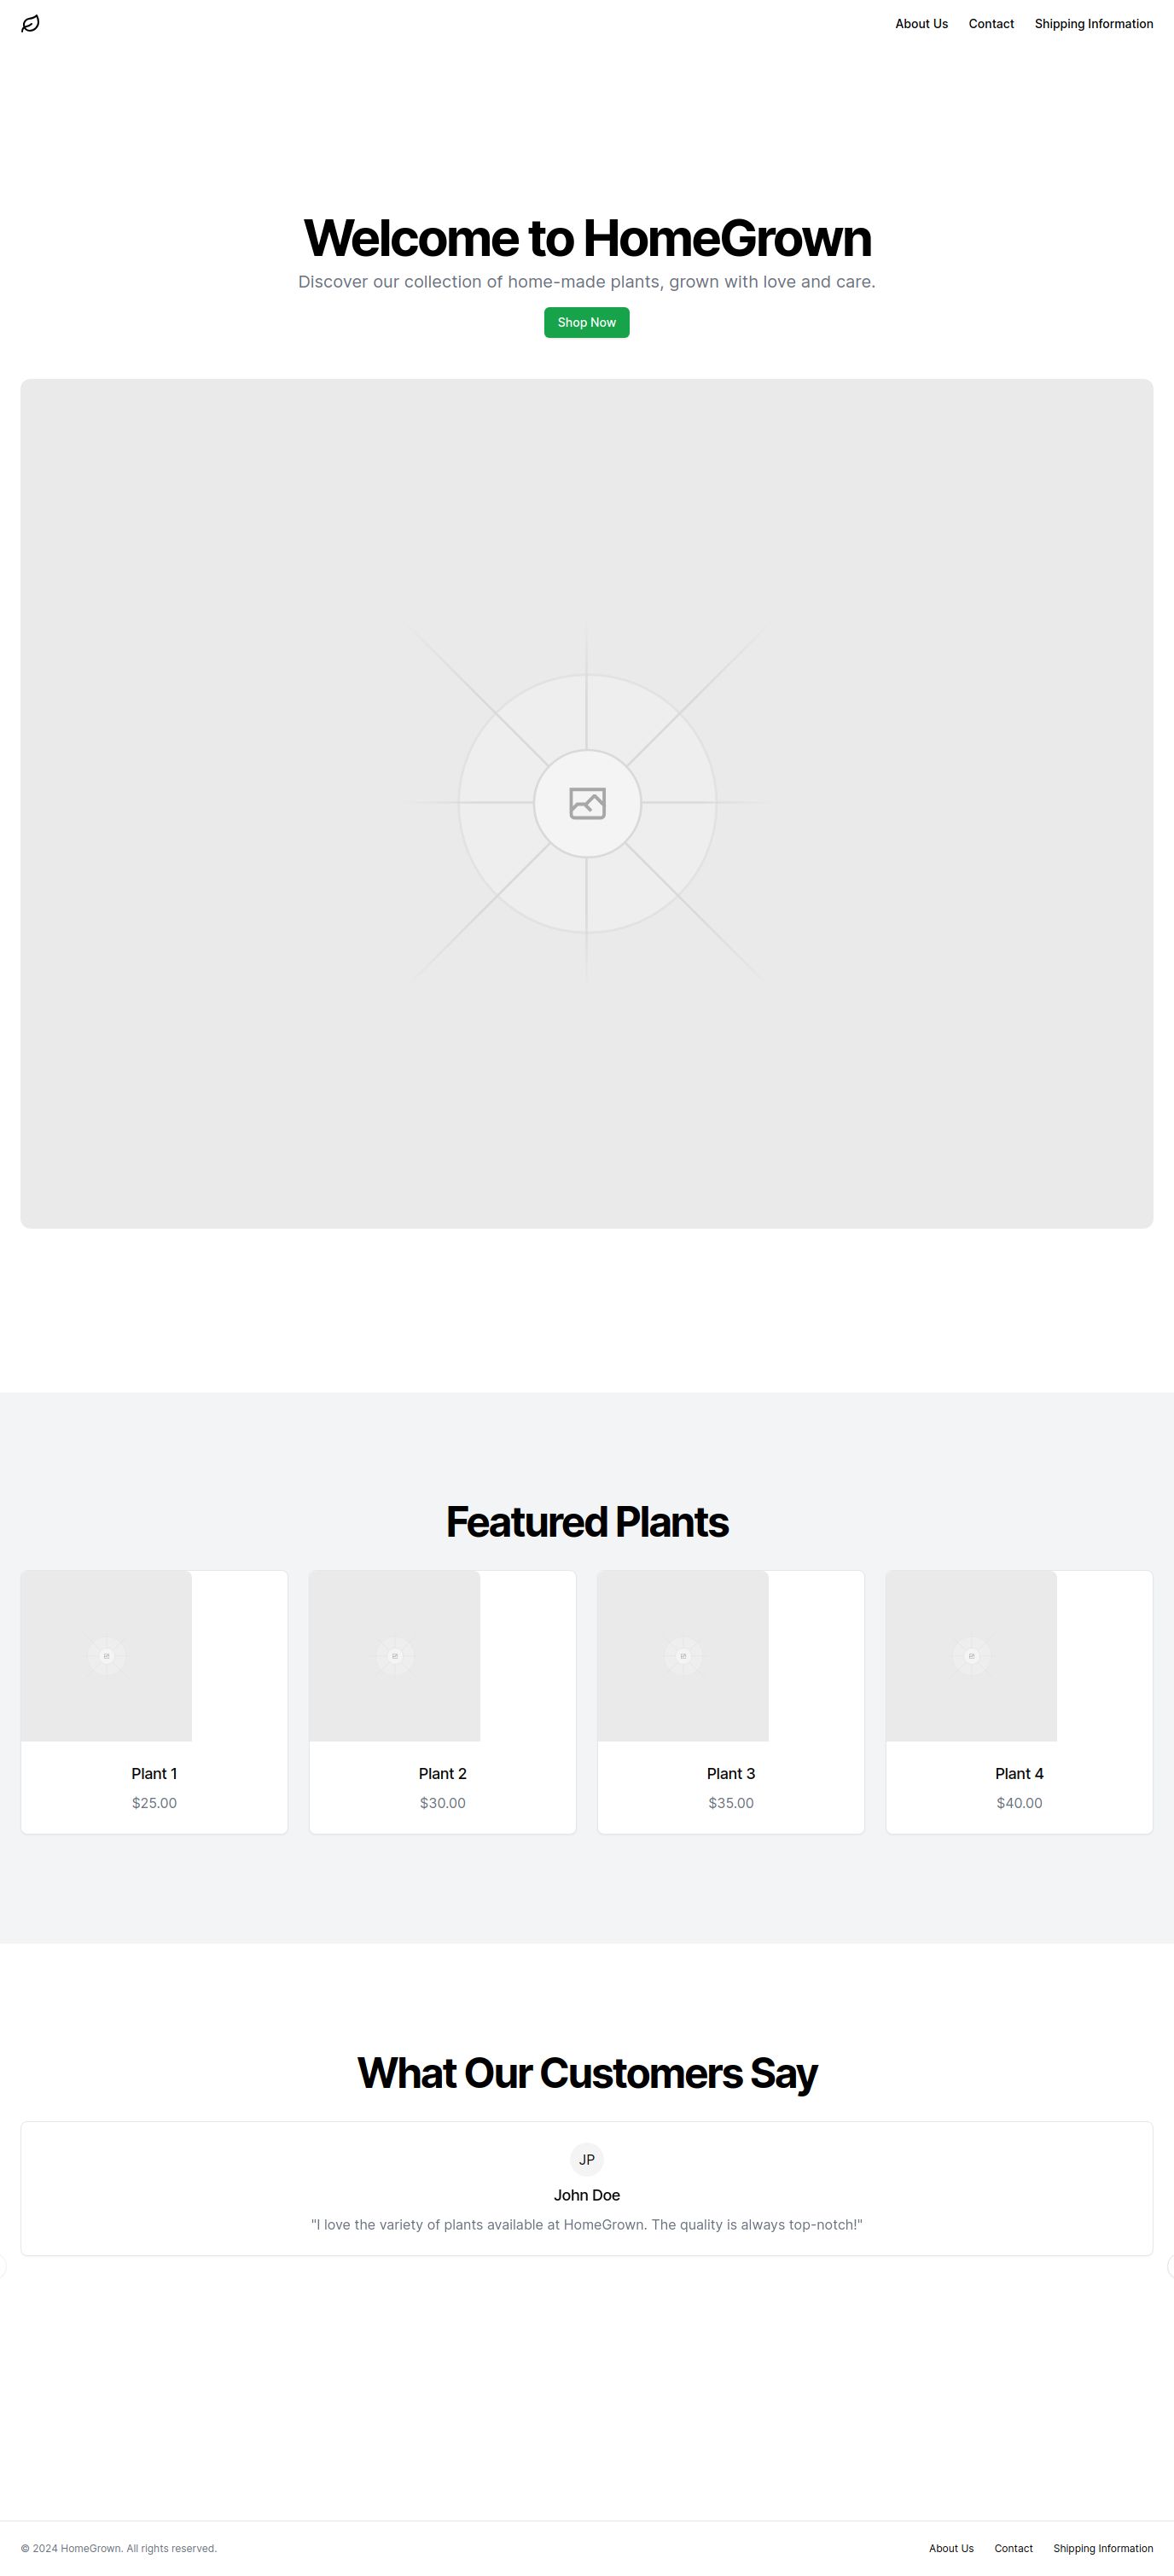 About Us Contact Shipping Information
Welcome to HomeGrown
Discover our collection of home-made plants, grown with love and care.
Shop Now
Featured Plants
Plant 1
$25.00
Plant 2
$30.00
Plant 3
$35.00
Plant 4
$40.00
What Our Customers Say
JP
John Doe
"I love the variety of plants available at HomeGrown. The quality is always top-notch!"
© 2024 HomeGrown. All rights reserved.
About Us Contact Shipping Information